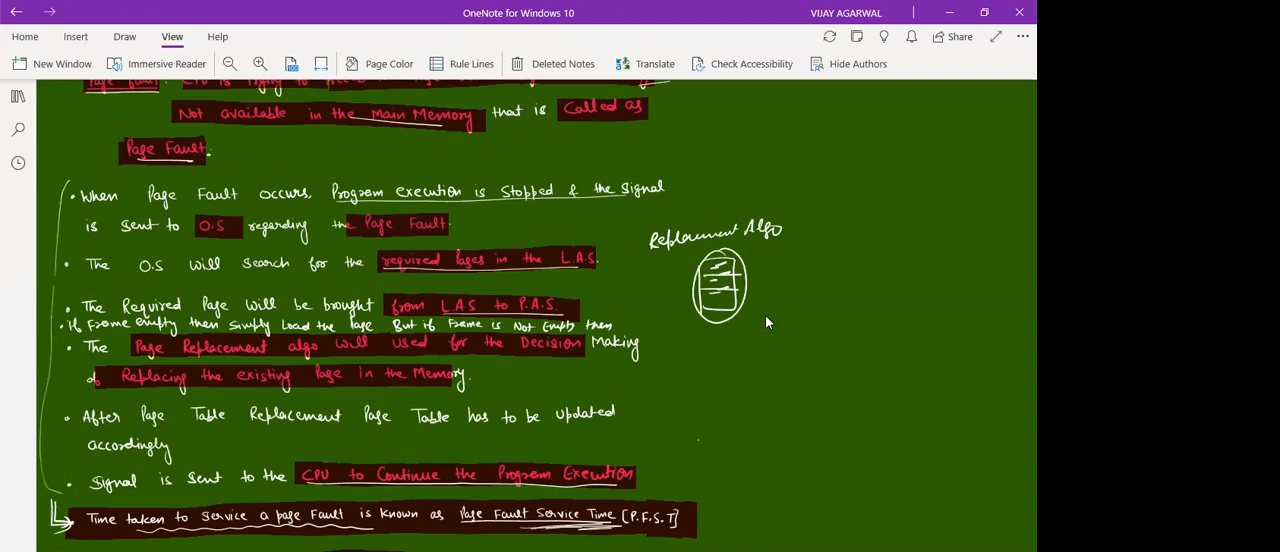 OneNote for Windows 10
VIJAY AGARWAL
Home Insert Draw View Help
Share
New Window Immersive Reader Page Color Rule Lines Deleted Notes Translate Check Accessibility Hide Authors
Page Fault CPU is trying to
Not available in the Main Memory that is Called as
Page Fault.
• When Page Fault occurs, Program execution is Stopped & the Signal
is sent to O.S regarding the Page Fault.
Replacement Algo
• The O.S will search for the required Pages in the L.A.S.
• The Required Page will be brought from L.A.S to P.A.S.
• If Frame empty then simply Load the Page But if Frame is Not Empty then
• The Page Replacement algo will used for the Decision Making
of Replacing the existing Page in the Memory.
• After Page Table Replacement Page Table has to be updated
accordingly
• Signal is sent to the CPU to Continue the Program Execution
Time taken to Service a page Fault is known as Page Fault Service Time [P.F.S.T]